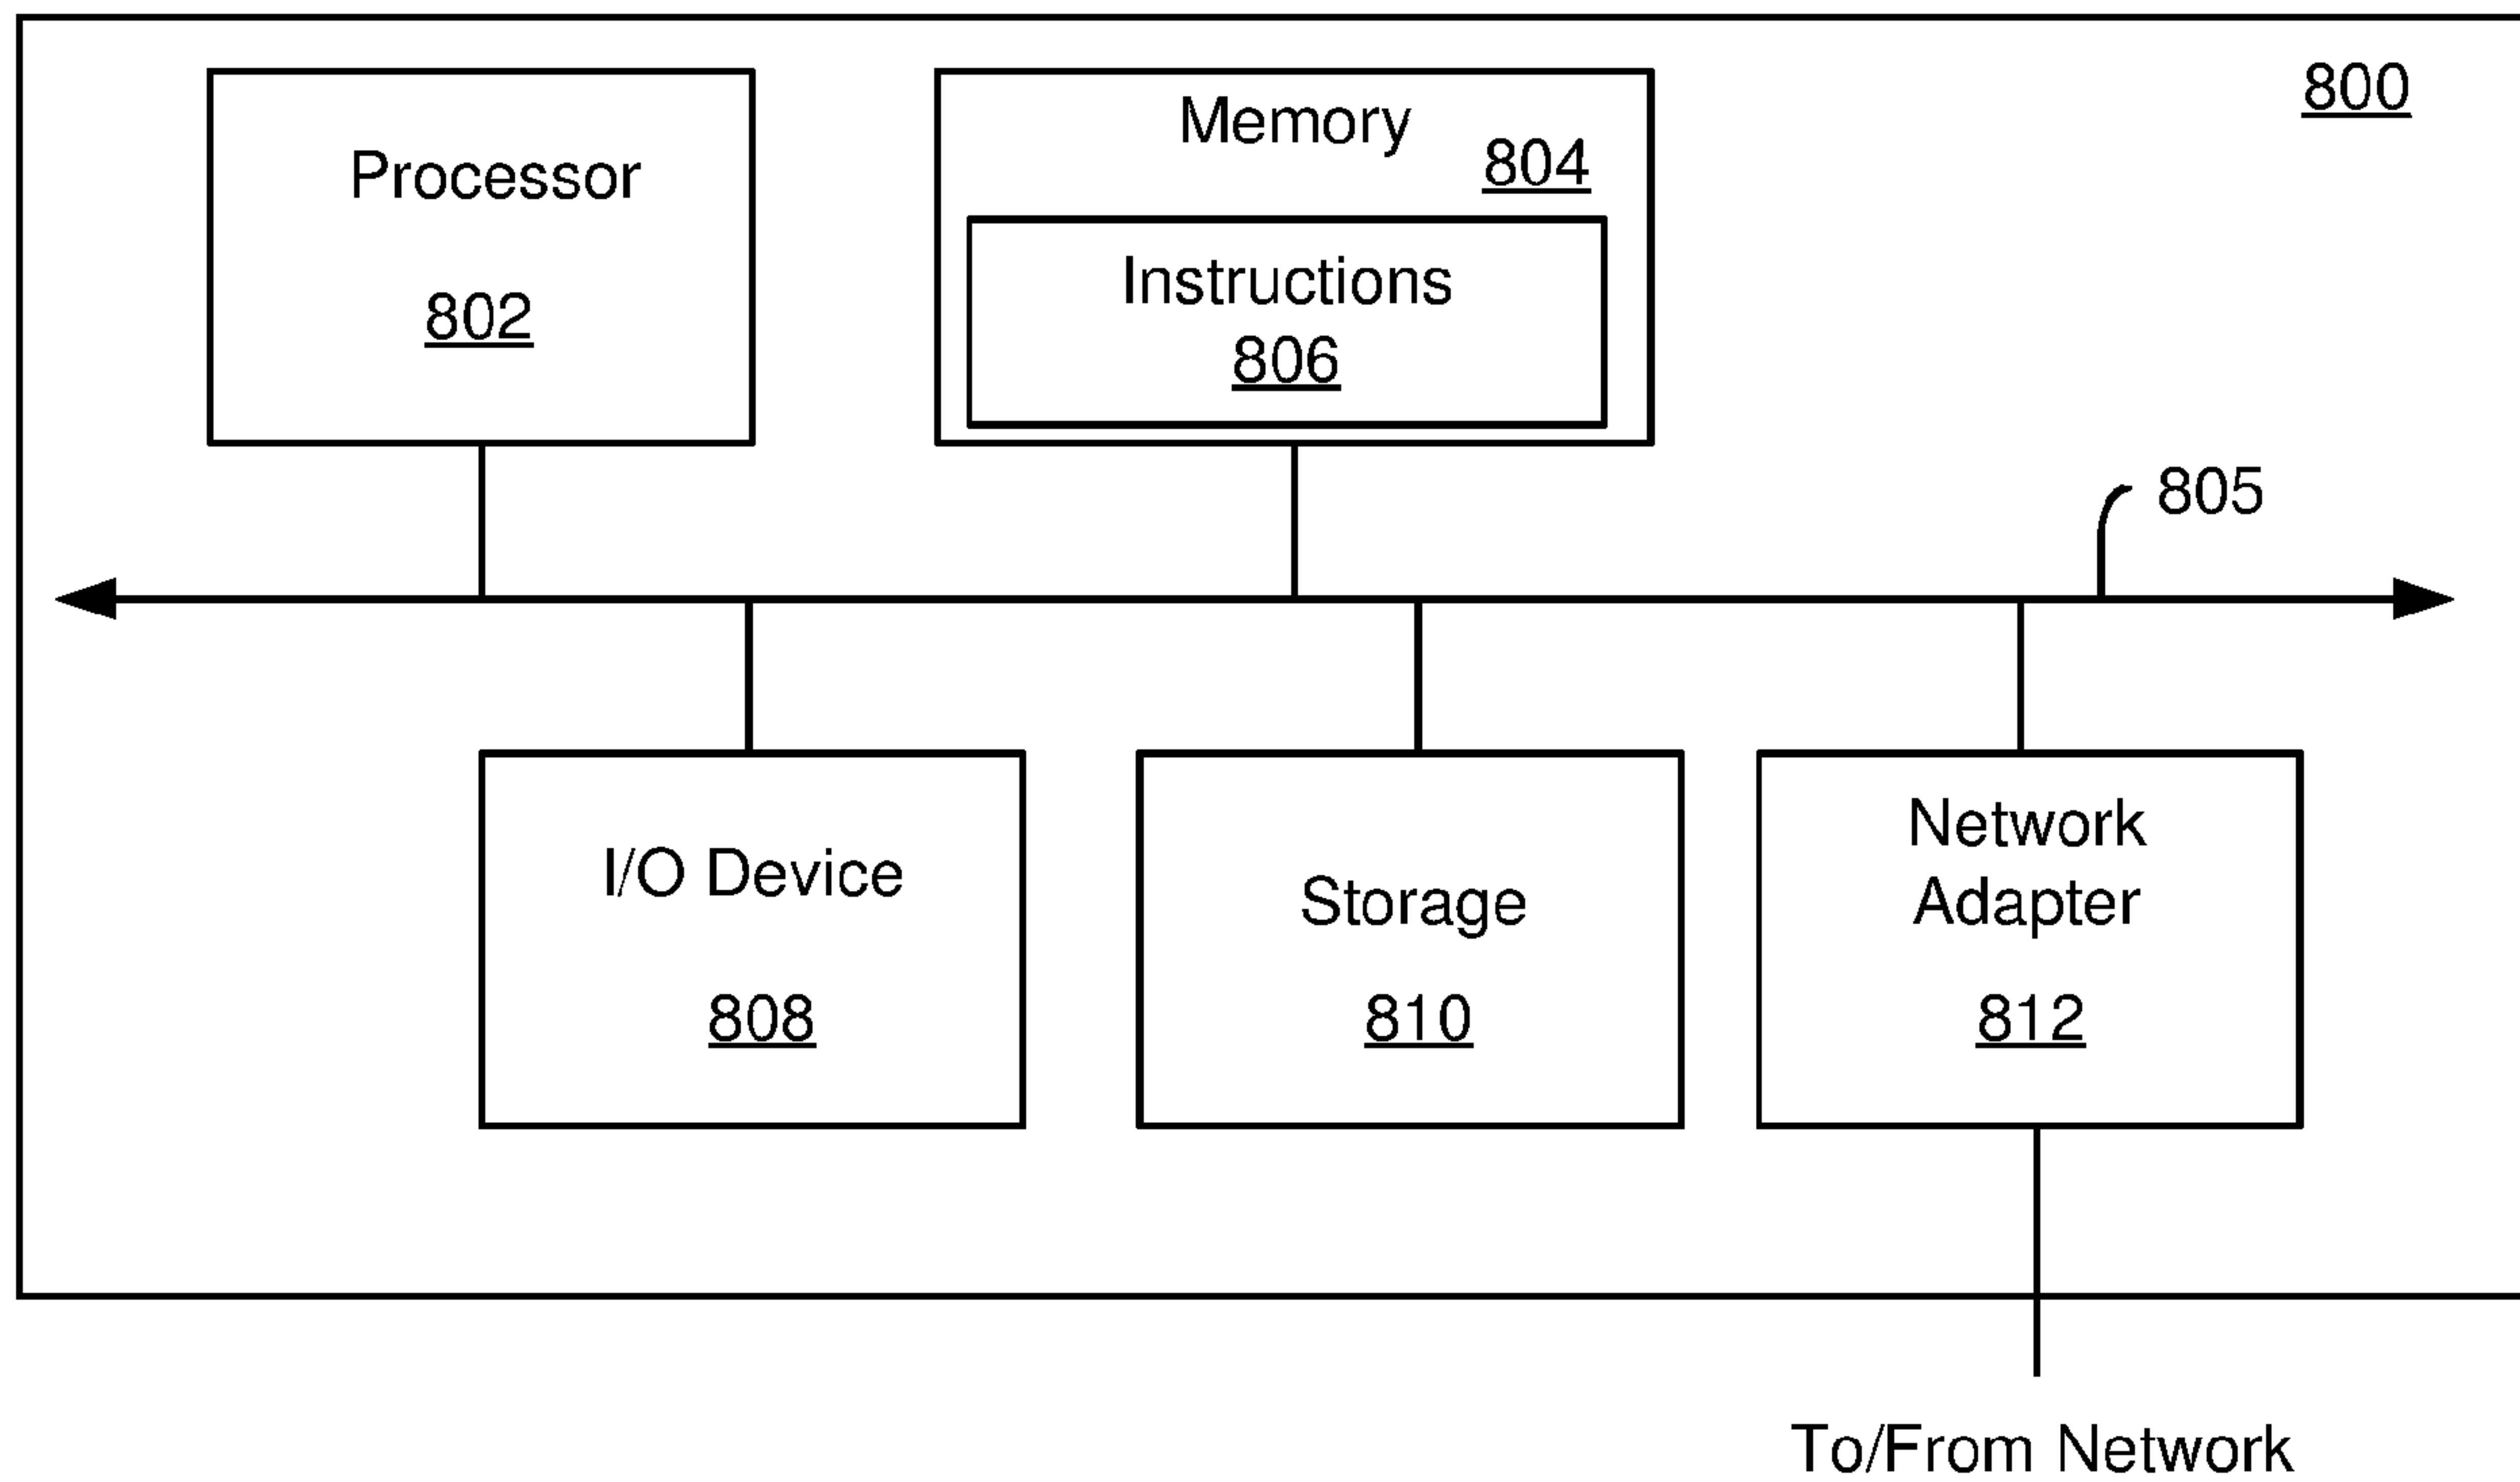 800
Processor
802
Memory
804
Instructions
806
805
I/O Device
808
Storage
810
Network
Adapter
812
To/From Network